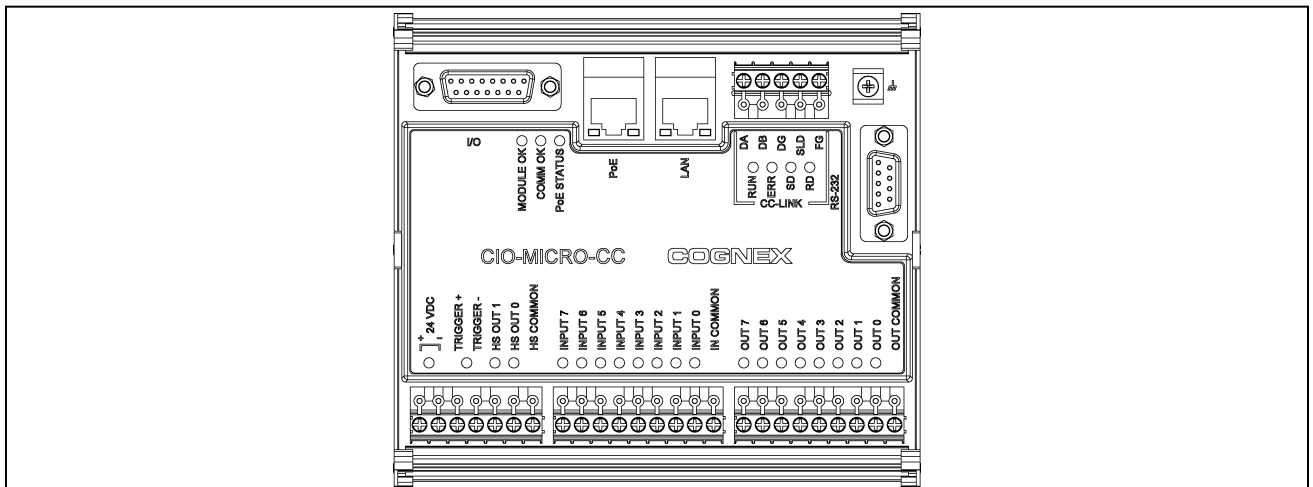 I/O
MODULE OK
COMM OK
PoE STATUS
PoE
LAN
DA
DB
DG
SLD
FG
RUN
ERR
SD
RD
CC-LINK
RS-232
CIO-MICRO-CC
COGNEX
+
-
24 VDC
TRIGGER +
TRIGGER -
HS OUT 1
HS OUT 0
HS COMMON
INPUT 7
INPUT 6
INPUT 5
INPUT 4
INPUT 3
INPUT 2
INPUT 1
INPUT 0
IN COMMON
OUT 7
OUT 6
OUT 5
OUT 4
OUT 3
OUT 2
OUT 1
OUT 0
OUT COMMON